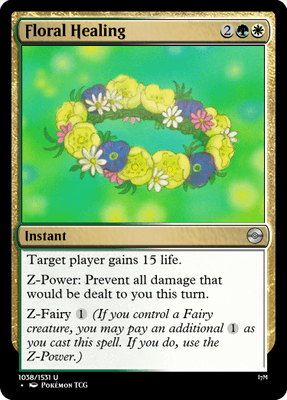 Floral Healing 2
Instant
Target player gains 15 life.
Z-Power: Prevent all damage that
would be dealt to you this turn.
Z-Fairy 1 (If you control a Fairy
creature, you may pay an additional 1 as
you cast this spell. If you do, use the
Z-Power.)
1038/1531 U I7M
• POKÉMON TCG